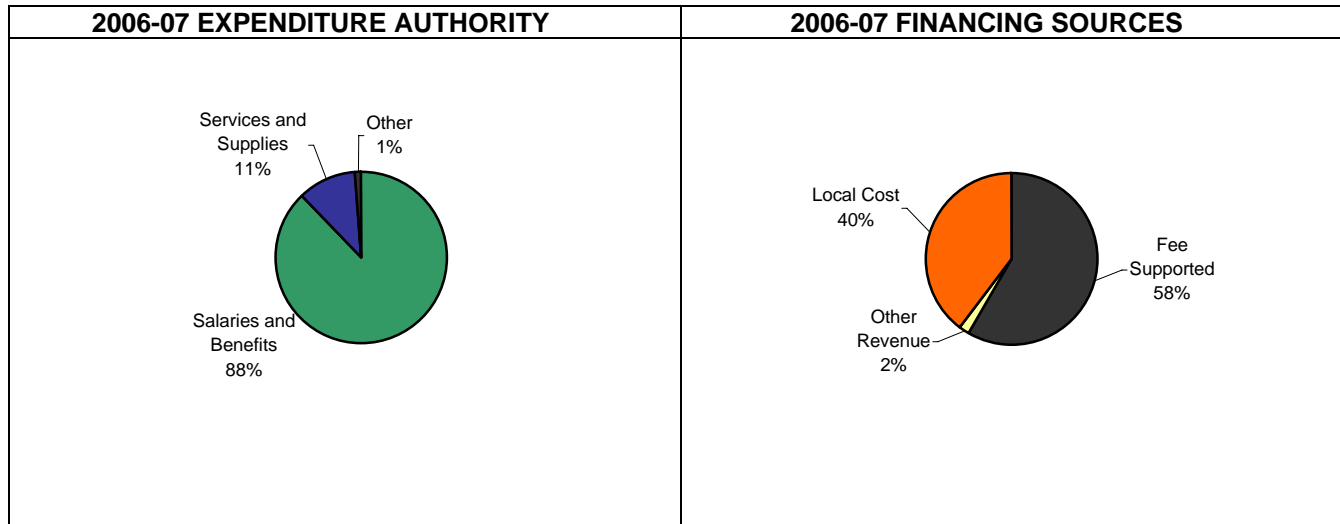 2006-07 EXPENDITURE AUTHORITY
Services and
Supplies
11%
Other
1%
Salaries and
Benefits
88%
2006-07 FINANCING SOURCES
Local Cost
40%
Fee
Supported
58%
Other
Revenue
2%